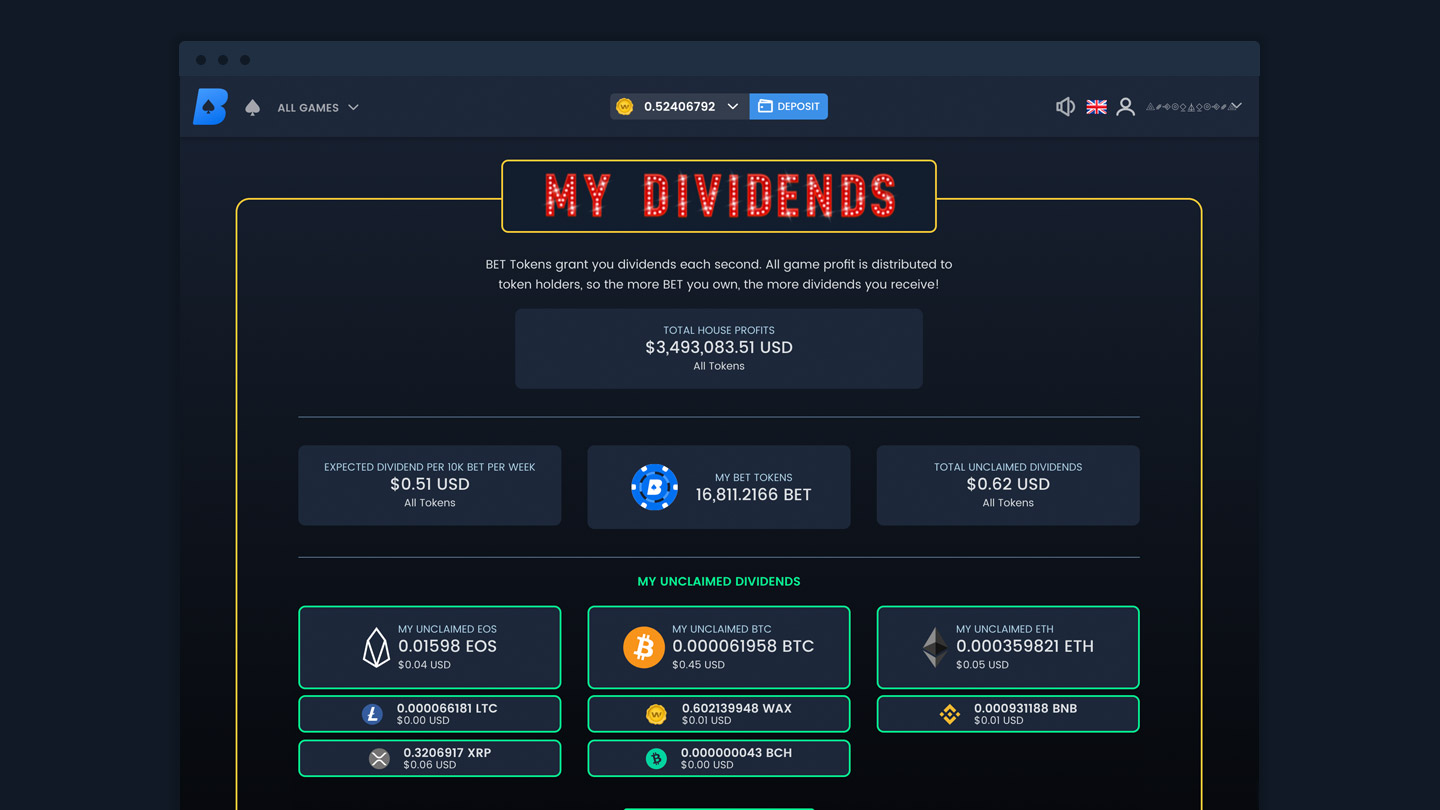 ALL GAMES
0.52406792
DEPOSIT
MY DIVIDENDS
BET Tokens grant you dividends each second. All game profit is distributed to
token holders, so the more BET you own, the more dividends you receive!
TOTAL HOUSE PROFITS
$3,493,083.51 USD
All Tokens
EXPECTED DIVIDEND PER 10K BET PER WEEK
$0.51 USD
All Tokens
MY BET TOKENS
16,811.2166 BET
TOTAL UNCLAIMED DIVIDENDS
$0.62 USD
All Tokens
MY UNCLAIMED DIVIDENDS
MY UNCLAIMED EOS
0.01598 EOS
$0.04 USD
MY UNCLAIMED BTC
0.000061958 BTC
$0.45 USD
MY UNCLAIMED ETH
0.000359821 ETH
$0.05 USD
0.000066181 LTC
$0.00 USD
0.602139948 WAX
$0.01 USD
0.000931188 BNB
$0.01 USD
0.3206917 XRP
$0.06 USD
0.000000043 BCH
$0.00 USD